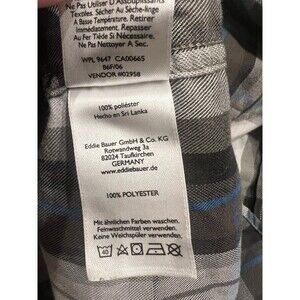 Ne Pas Utiliser D'Assouplissants
Textiles. Sécher Au Sèche-linge
A Basse Température. Retirer
Immédiatement. Repasser
Au Fer Tiède Si Nécessaire.
Ne Pas Nettoyer A Sec.
WPL 9647 CA00665
86F/06
VENDOR #02958
100% poliéster
Hecho en Sri Lanka
Eddie Bauer GmbH & Co. KG
Rotwandweg 3a
82024 Taufkirchen
GERMANY
www.eddiebauer.de
100% POLYESTER
Mit ähnlichen Farben waschen.
Feinwaschmittel verwenden.
Keine Weichspüler verwenden.
40